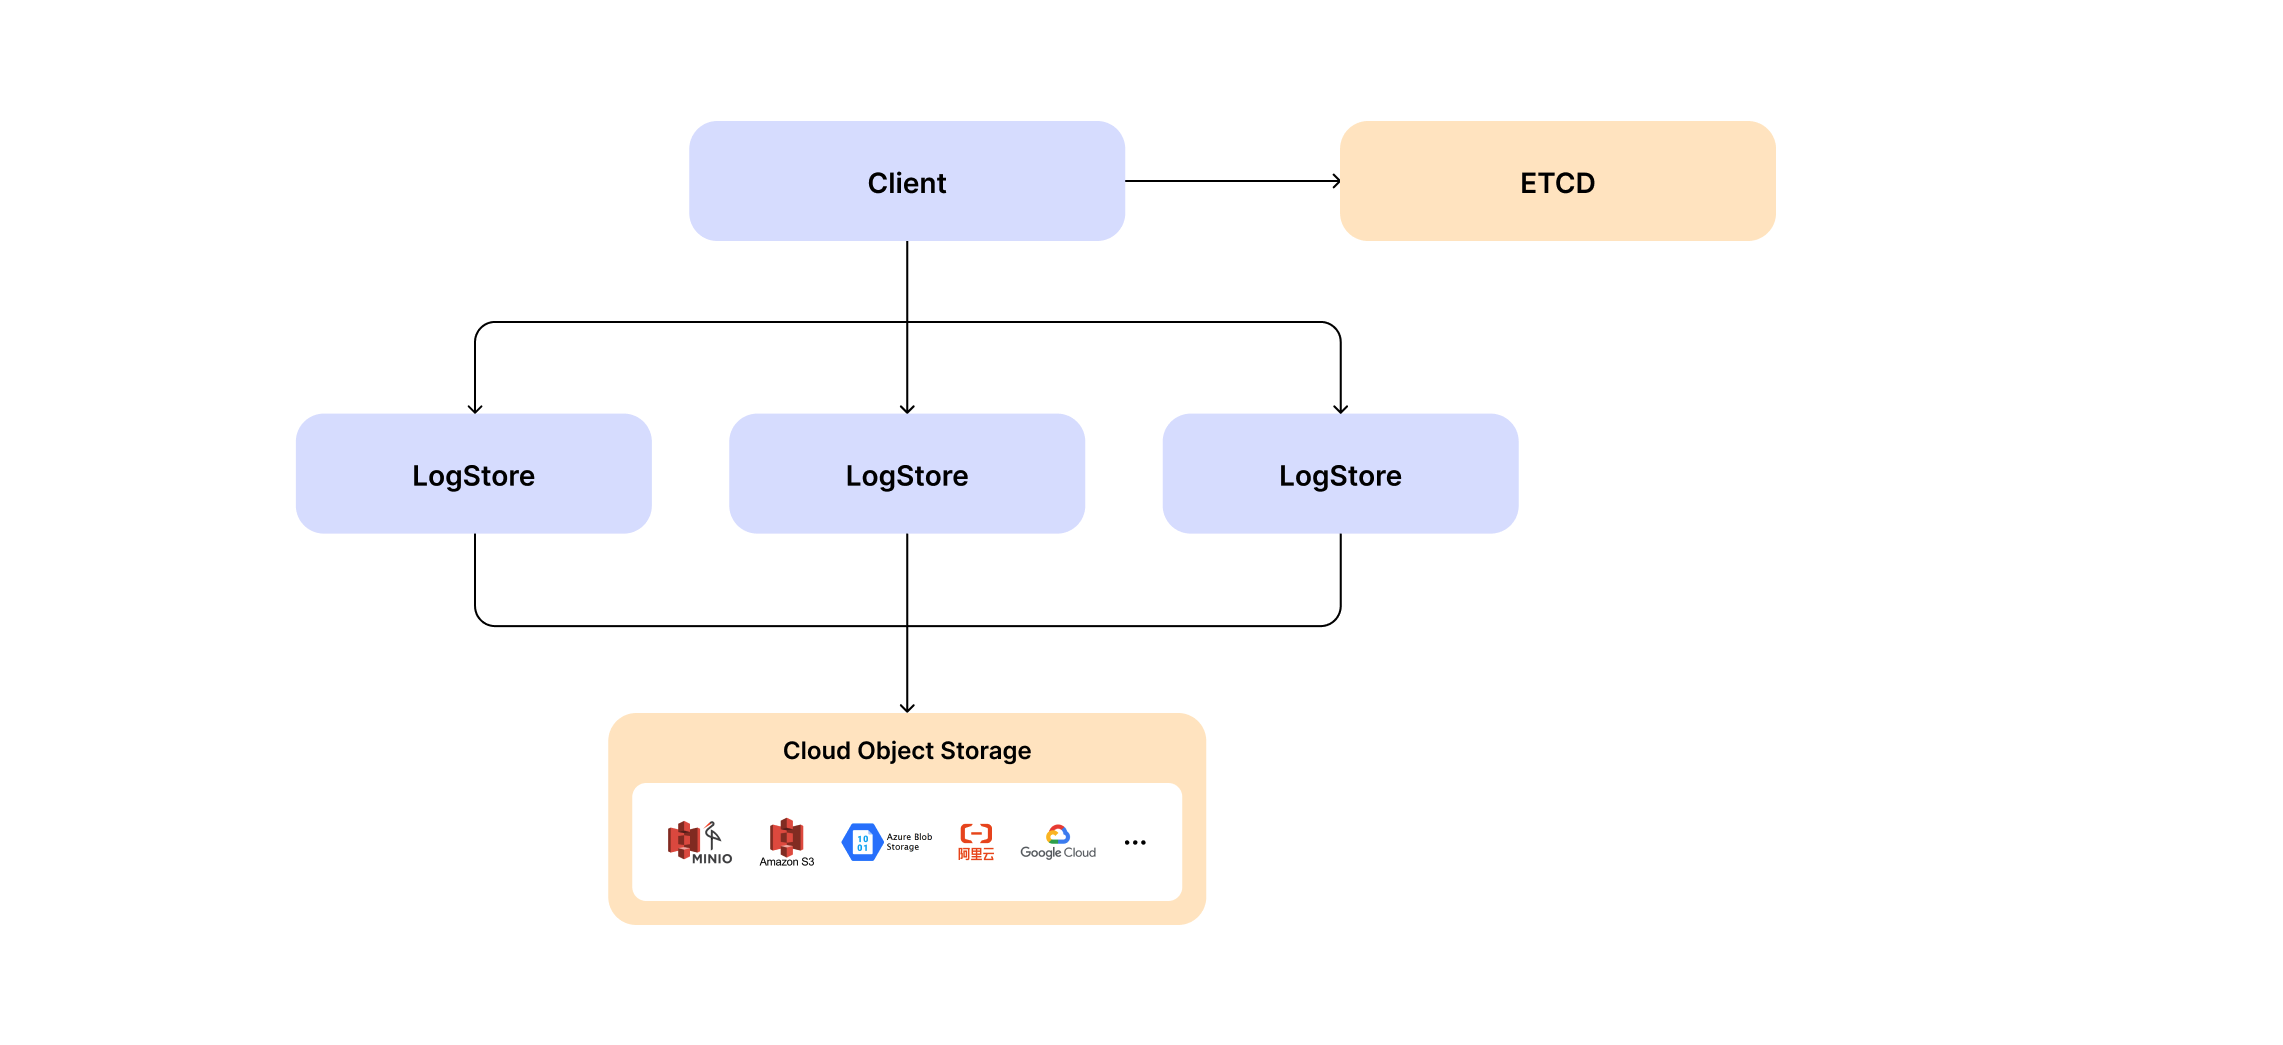 Client
ETCD
LogStore
LogStore
LogStore
Cloud Object Storage
MINIO
Amazon S3
10
01
Azure Blob
Storage
阿里云
Google Cloud
...